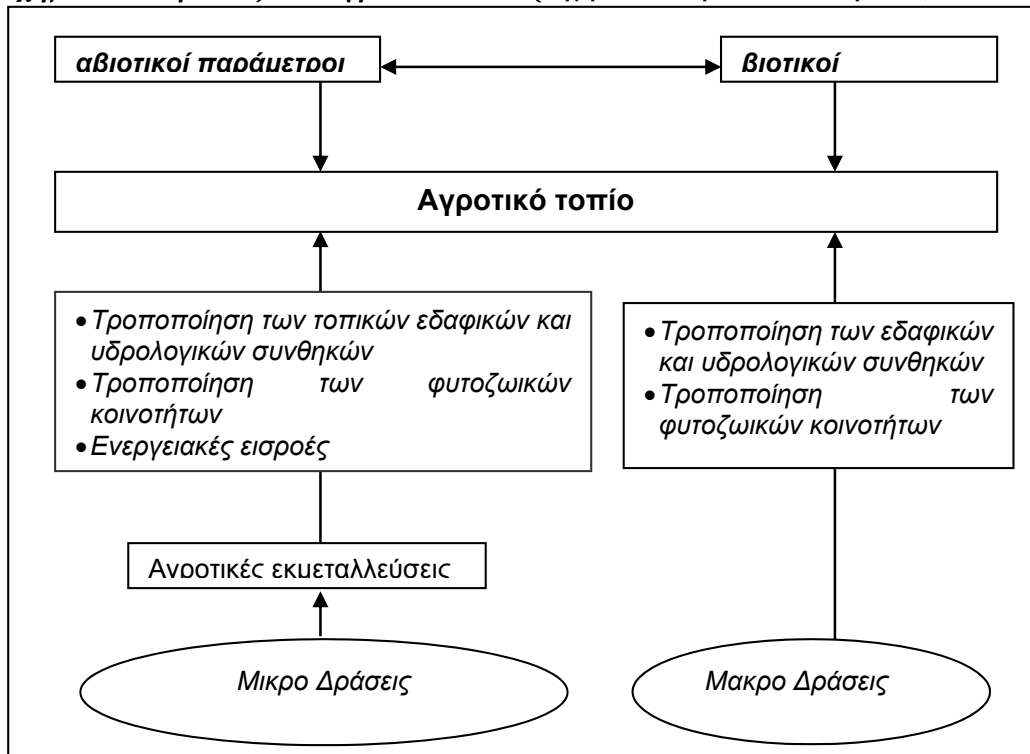 αβιοτικοί παράμετροι
βιοτικοί
Αγροτικό τοπίο
• Τροποποίηση των τοπικών εδαφικών και
υδρολογικών συνθηκών
• Τροποποίηση των φυτοζωικών
κοινοτήτων
• Ενεργειακές εισροές
• Τροποποίηση των εδαφικών
και υδρολογικών συνθηκών
• Τροποποίηση των
φυτοζωικών κοινοτήτων
Αγροτικές εκμεταλλεύσεις
Μικρο Δράσεις
Μακρο Δράσεις